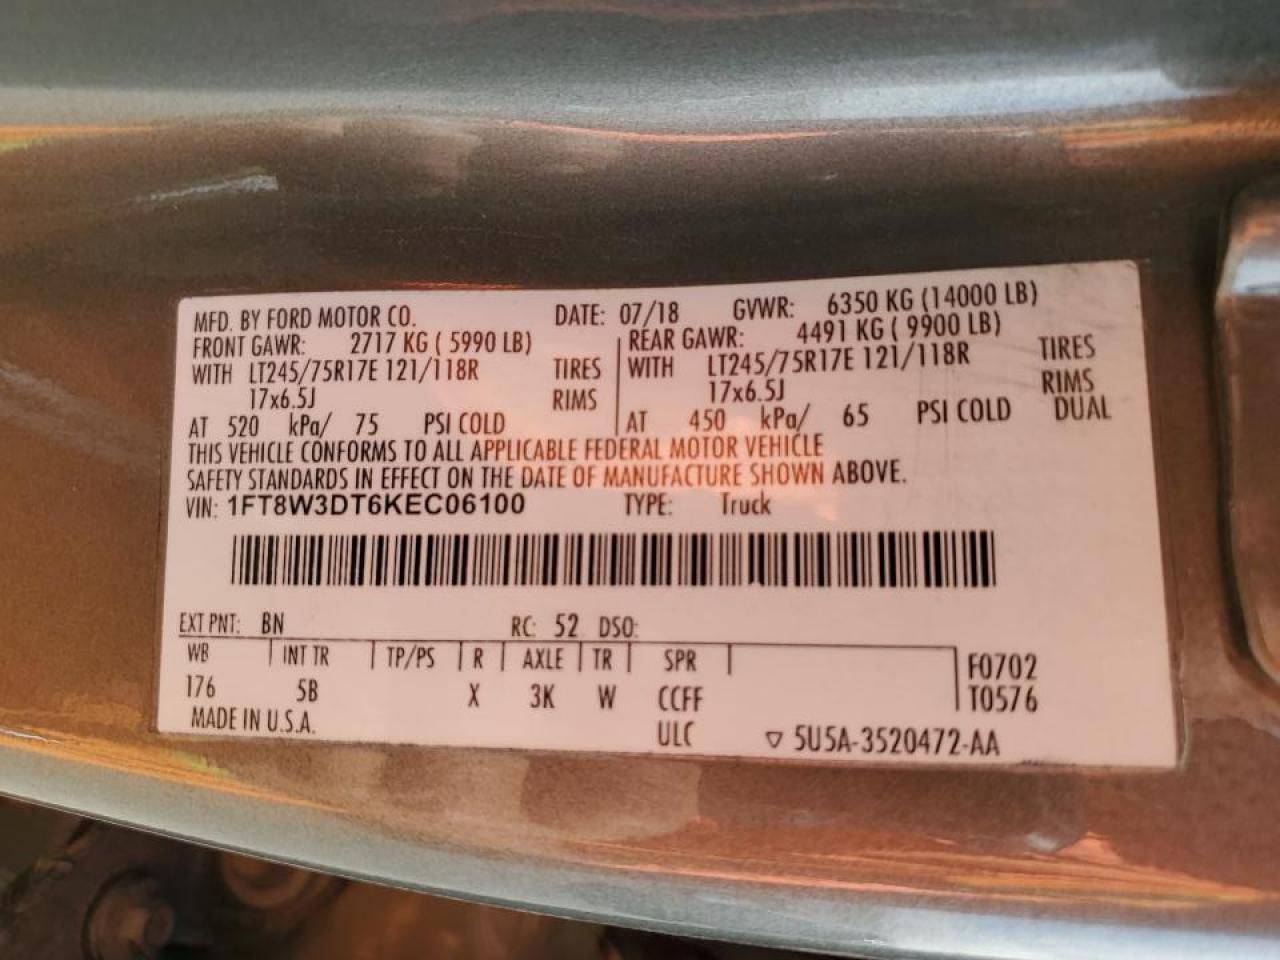 MFD. BY FORD MOTOR CO. DATE: 07/18 GVWR: 6350 KG (14000 LB)
FRONT GAWR: 2717 KG ( 5990 LB) REAR GAWR: 4491 KG ( 9900 LB)
WITH LT245/75R17E 121/118R TIRES WITH LT245/75R17E 121/118R TIRES
17x6.5J RIMS 17x6.5J RIMS
AT 520 kPa/ 75 PSI COLD AT 450 kPa/ 65 PSI COLD DUAL
THIS VEHICLE CONFORMS TO ALL APPLICABLE FEDERAL MOTOR VEHICLE
SAFETY STANDARDS IN EFFECT ON THE DATE OF MANUFACTURE SHOWN ABOVE.
VIN: 1FT8W3DT6KEC06100 TYPE: Truck
EXT PNT: BN RC: 52 DSO:
WB INT TR TP/PS R AXLE TR SPR F0702
176 5B X 3K W CCFF T0576
MADE IN U.S.A. ULC ▽ 5U5A-3520472-AA